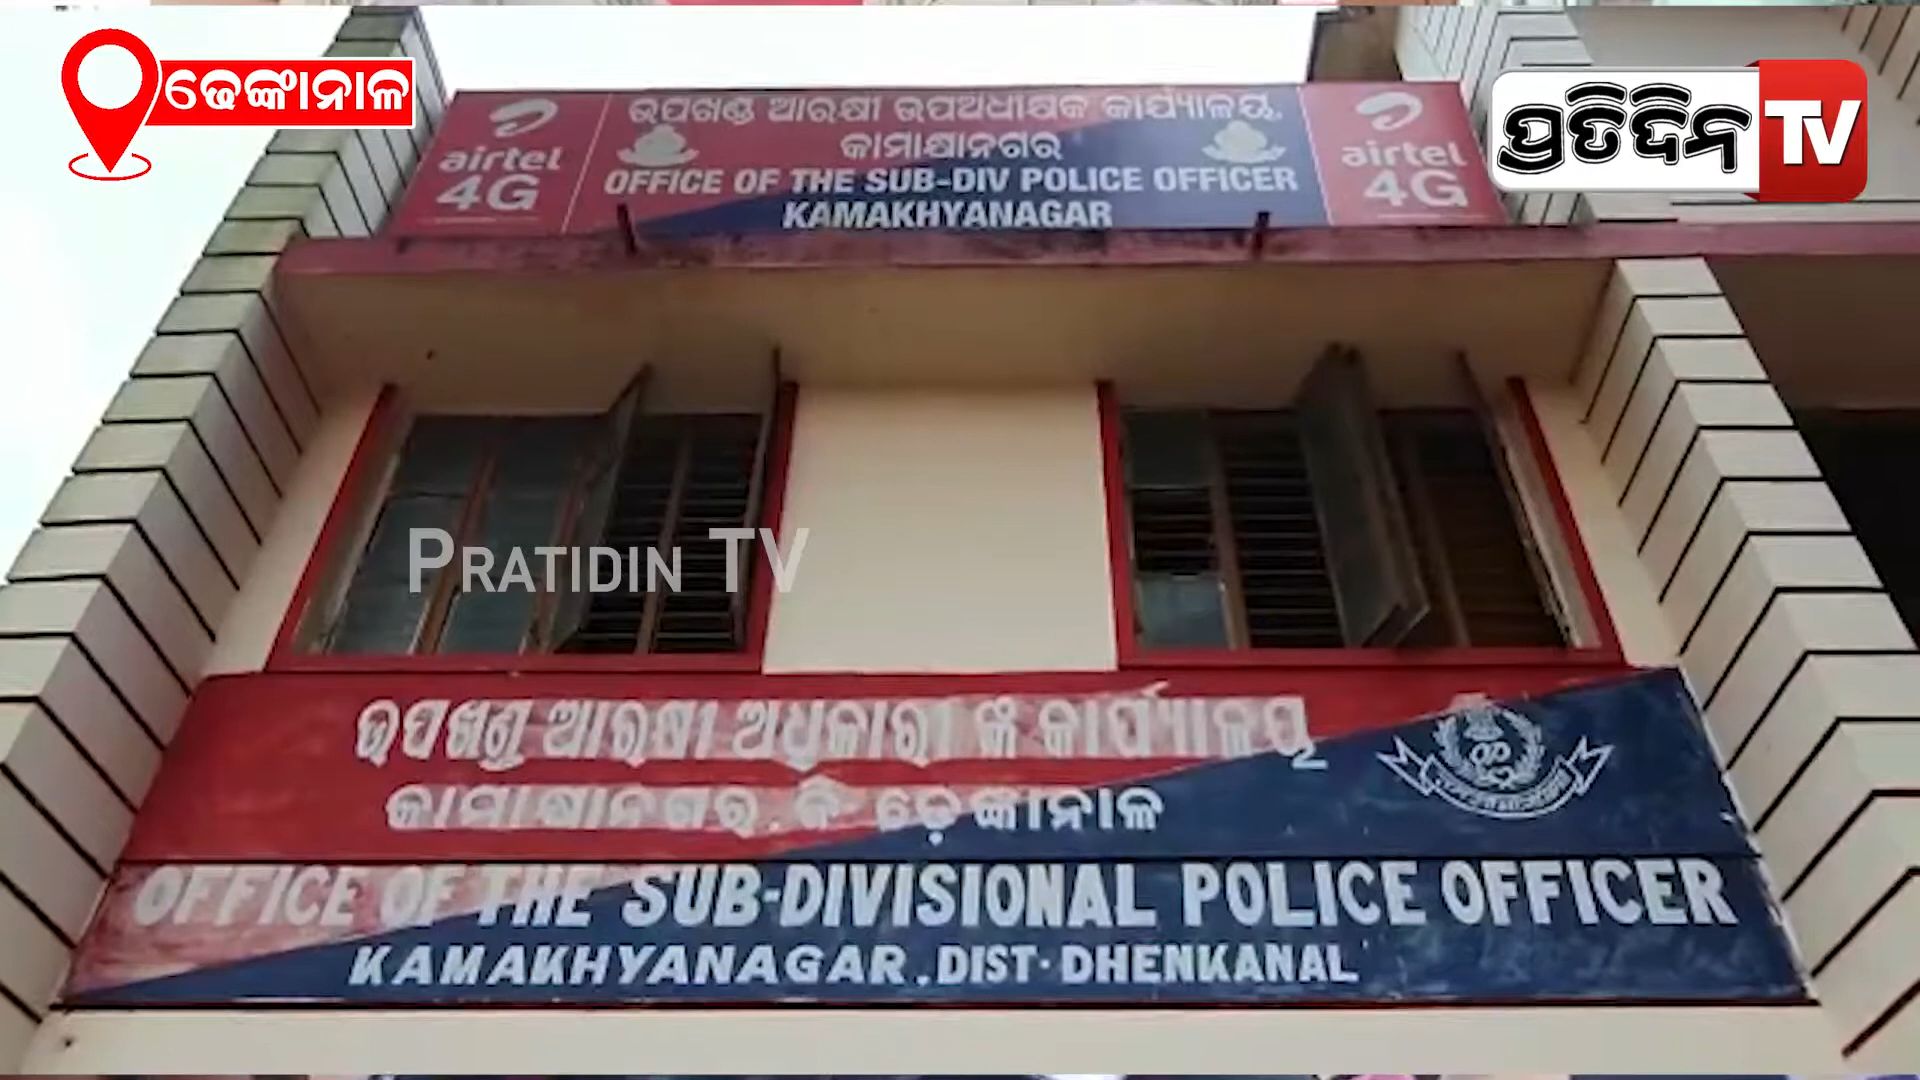 ଢେଙ୍କାନାଳ
ପ୍ରତିଦିନ TV
ଉପଖଣ୍ଡ ଆରକ୍ଷୀ ଉପଅଧୀକ୍ଷକ କାର୍ଯ୍ୟାଳୟ,
କାମାକ୍ଷାନଗର
OFFICE OF THE SUB-DIV POLICE OFFICER
KAMAKHYANAGAR
airtel
4G
airtel
4G
PRATIDIN TV
ଉପଖଣ୍ଡ ଆରକ୍ଷୀ ଅଧିକାରୀ ଙ୍କ କାର୍ଯ୍ୟାଳୟ
କାମାକ୍ଷାନଗର. ଜି- ଢ଼େଙ୍କାନାଳ
OFFICE OF THE SUB-DIVISIONAL POLICE OFFICER
KAMAKHYANAGAR. DIST- DHENKANAL